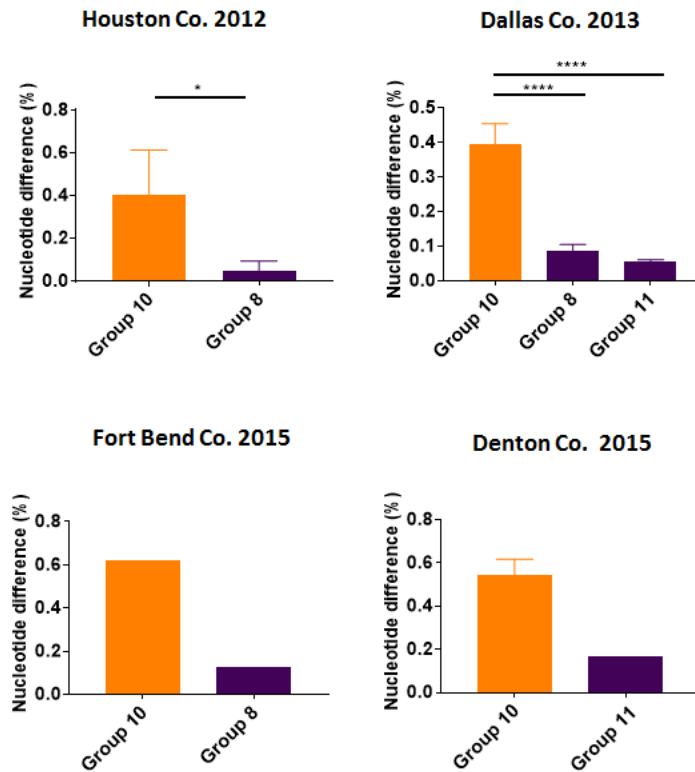 Houston Co. 2012
Nucleotide difference (%)
0.8
0.6
0.4
0.2
0.0
*
Group 10
Group 8
Dallas Co. 2013
Nucleotide difference (%)
0.5
0.4
0.3
0.2
0.1
0.0
****
****
Group 10
Group 8
Group 11
Fort Bend Co. 2015
Nucleotide difference (%)
0.8
0.6
0.4
0.2
0.0
Group 10
Group 8
Denton Co. 2015
Nucleotide difference (%)
0.8
0.6
0.4
0.2
0.0
Group 10
Group 11